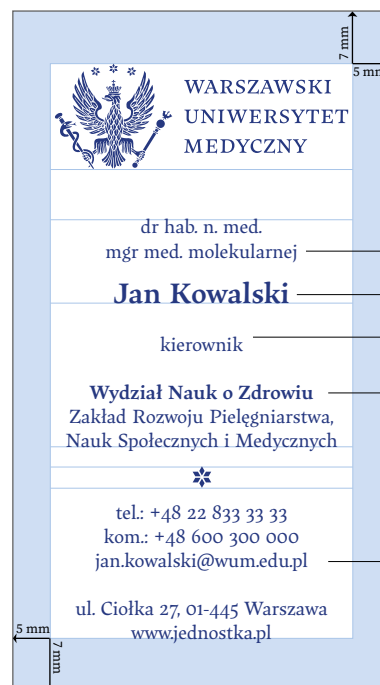 7 mm
5 mm
WARSZAWSKI
UNIWERSYTET
MEDYCZNY
dr hab. n. med.
mgr med. molekularnej
Jan Kowalski
kierownik
Wydział Nauk o Zdrowiu
Zakład Rozwoju Pielęgniarstwa,
Nauk Społecznych i Medycznych
tel.: +48 22 833 33 33
kom.: +48 600 300 000
jan.kowalski@wum.edu.pl
ul. Ciołka 27, 01-445 Warszawa
www.jednostka.pl
5 mm
7 mm